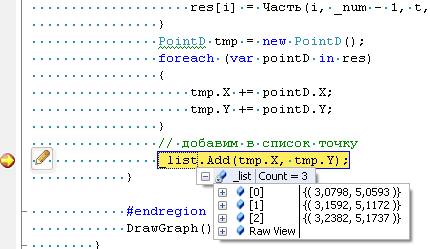 res[i] = Часть(i, _num - 1, t,
}
PointD tmp = new PointD();
foreach (var pointD in res)
{
tmp.X += pointD.X;
tmp.Y += pointD.Y;
}
// добавим в список точку
_list.Add(tmp.X, tmp.Y);
_list Count = 3
[0] {( 3,0798, 5,0593 )}
[1] {( 3,1592, 5,1172 )}
[2] {( 3,2382, 5,1737 )}
Raw View
}
#endregion
DrawGraph()
}